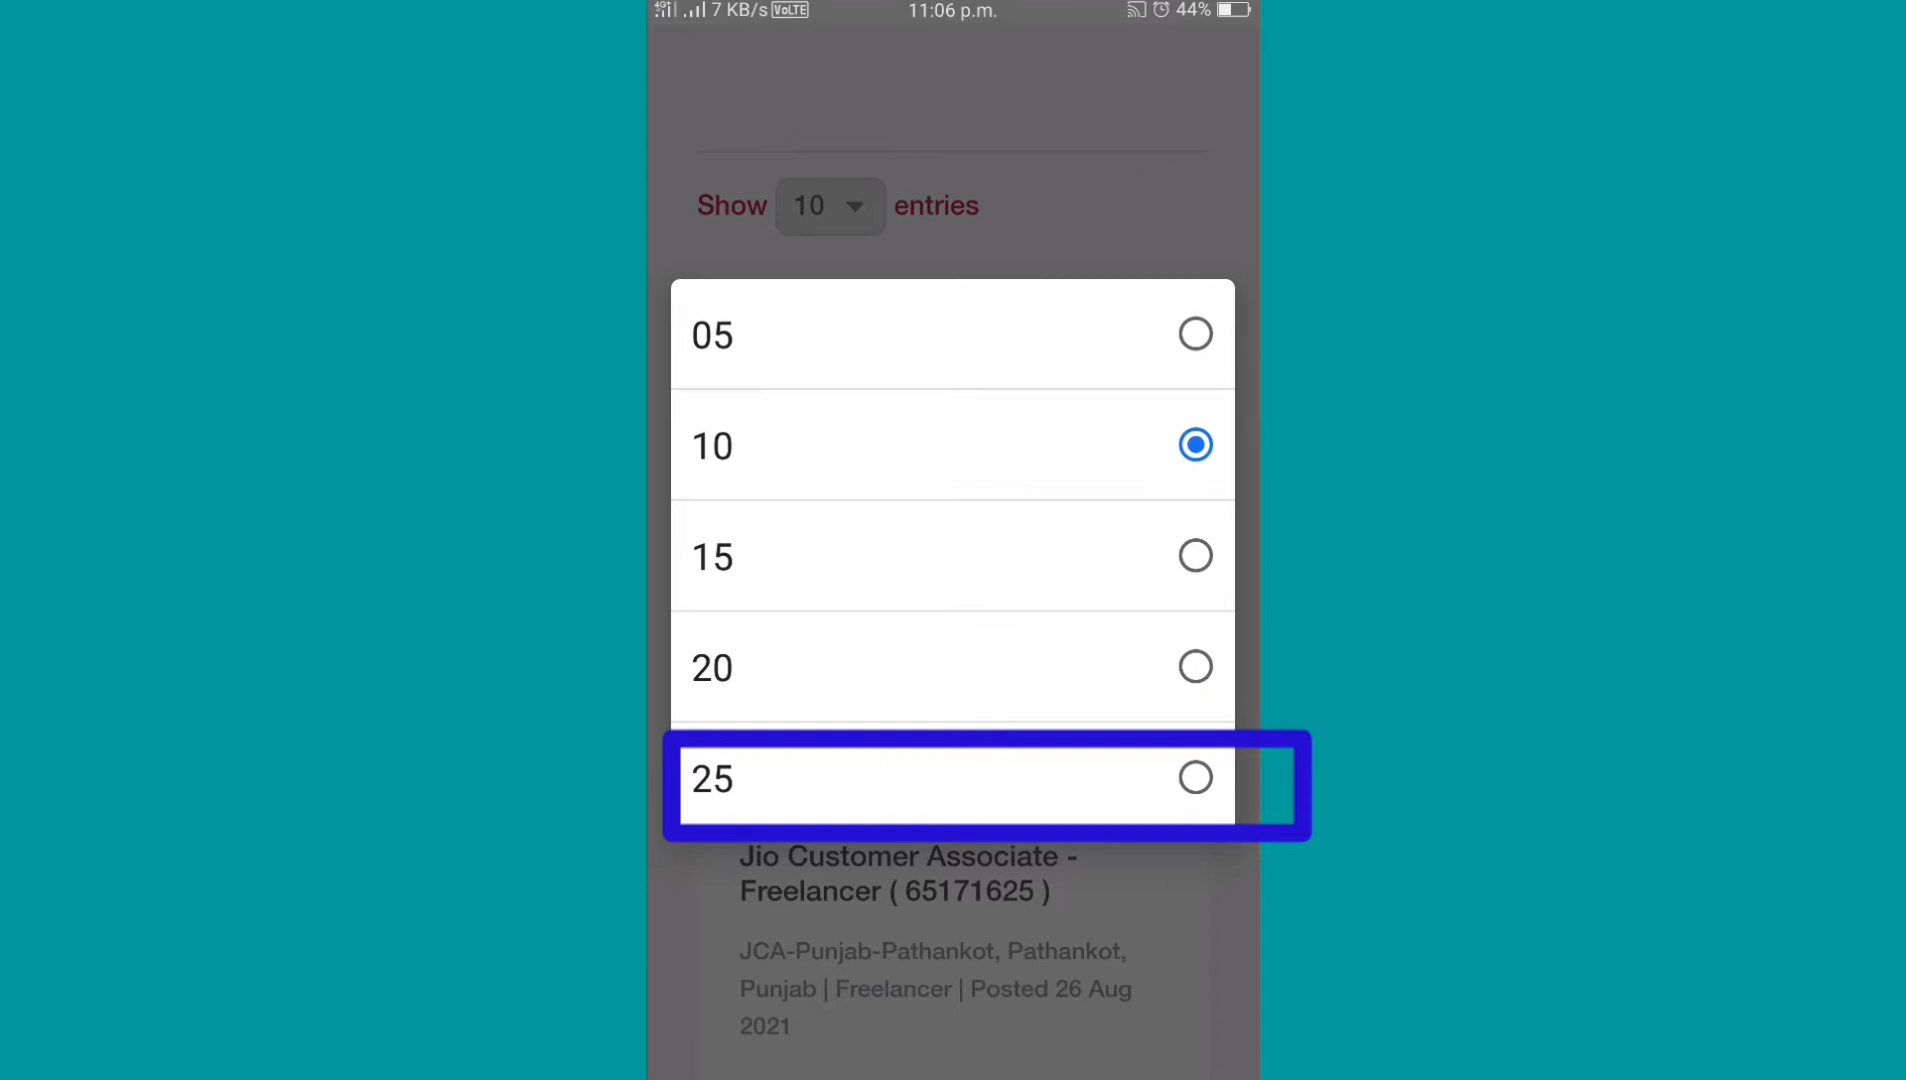 4G+ 7 KB/s VoLTE 11:06 p.m. 44%
Show 10 entries
05
10
15
20
25
Jio Customer Associate -
Freelancer ( 65171625 )
JCA-Punjab-Pathankot, Pathankot,
Punjab | Freelancer | Posted 26 Aug
2021